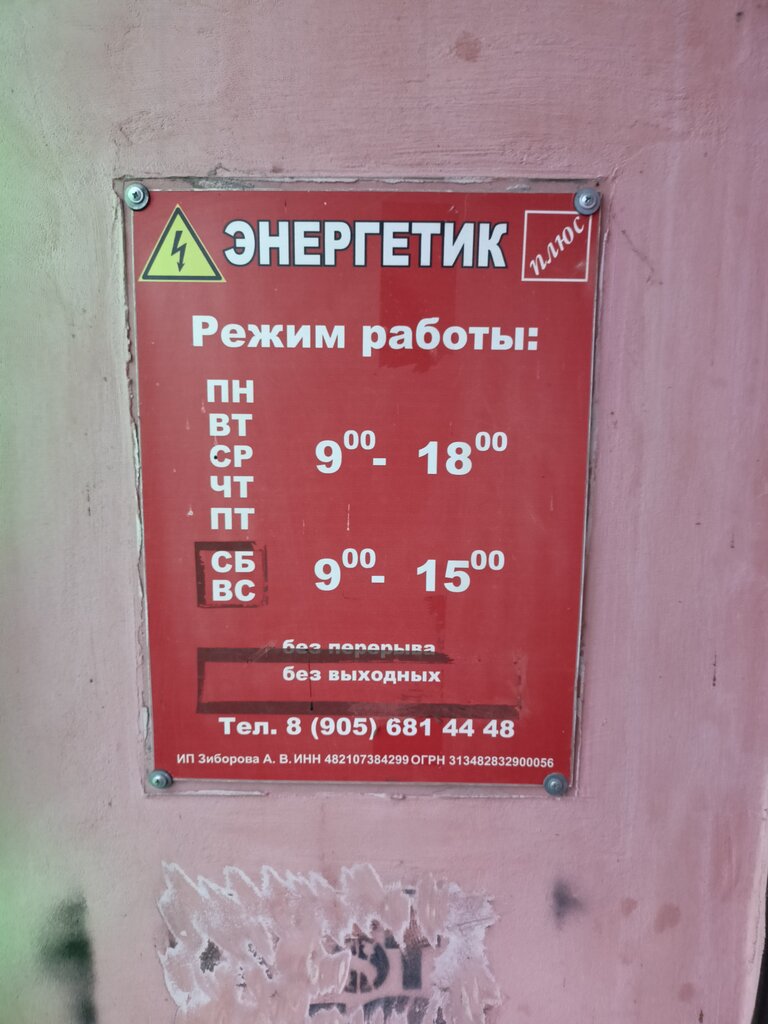 ЭНЕРГЕТИК плюс
Режим работы:
ПН
ВТ
СР 9⁰⁰- 18⁰⁰
ЧТ
ПТ
СБ 9⁰⁰- 15⁰⁰
ВС
без перерыва
без выходных
Тел. 8 (905) 681 44 48
ИП Зиборова А. В. ИНН 482107384299 ОГРН 313482832900056
ST